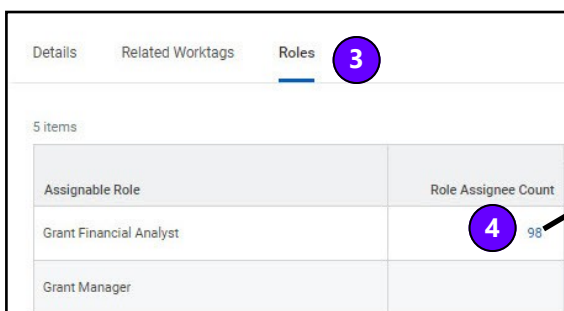 Details Related Worktags Roles 3
5 items
Assignable Role Role Assignee Count
Grant Financial Analyst 4 98
Grant Manager